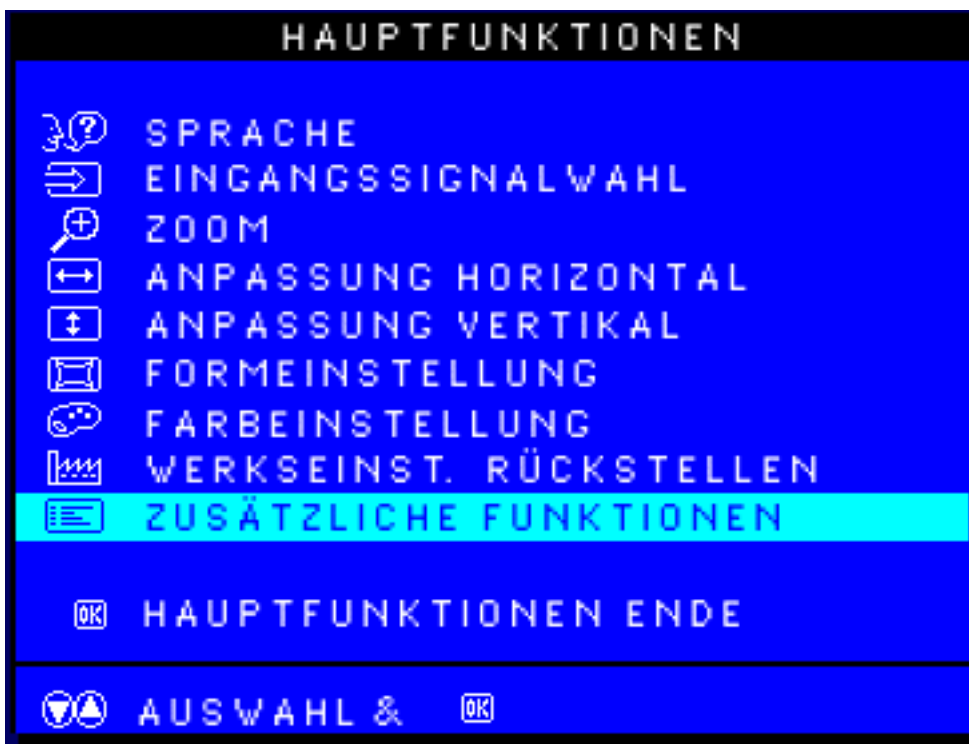 HAUPTFUNKTIONEN
SPRACHE
EINGANGSSIGNALWAHL
ZOOM
ANPASSUNG HORIZONTAL
ANPASSUNG VERTIKAL
FORMEINSTELLUNG
FARBEINSTELLUNG
WERKSEINST. RÜCKSTELLEN
ZUSÄTZLICHE FUNKTIONEN
OK HAUPTFUNKTIONEN ENDE
AUSWAHL & OK